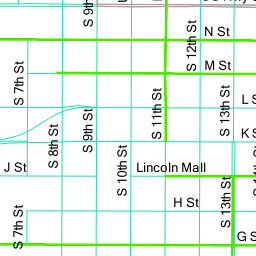 S 9th
N St
S 12th St
M St
S 7th St
S 11th St
S 13th St
L S
S 9th St
S 8th St
K S
S 10th St
J St
Lincoln Mall
S 13th St
H St
S 7th St
G S